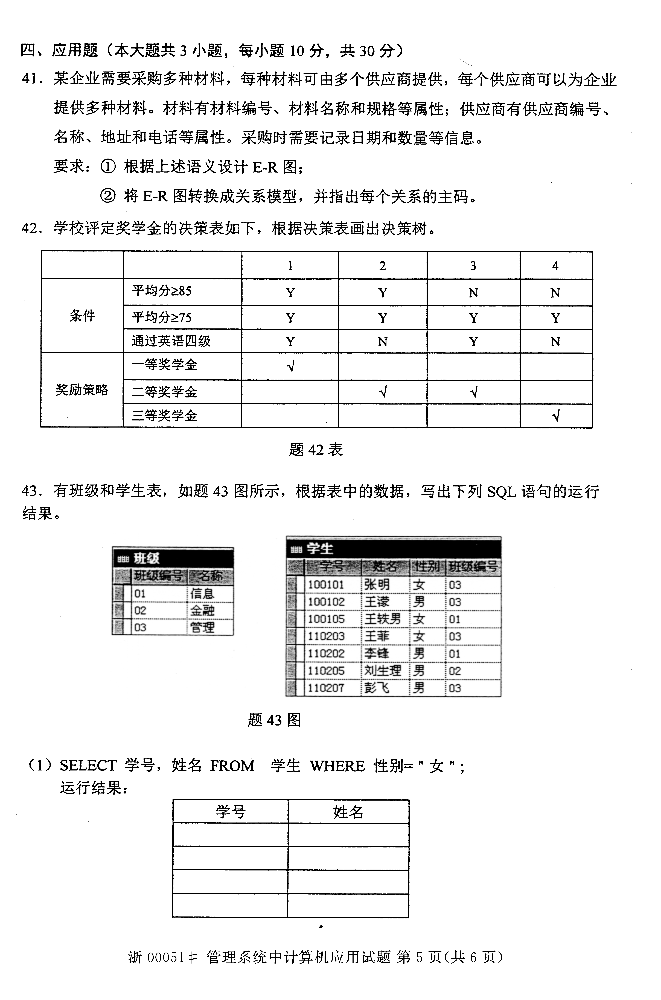 四、应用题（本大题共 3 小题，每小题 10 分，共 30 分）
41．某企业需要采购多种材料，每种材料可由多个供应商提供，每个供应商可以为企业
提供多种材料。材料有材料编号、材料名称和规格等属性；供应商有供应商编号、
名称、地址和电话等属性。采购时需要记录日期和数量等信息。
要求：① 根据上述语义设计 E-R 图；
② 将 E-R 图转换成关系模型，并指出每个关系的主码。
42．学校评定奖学金的决策表如下，根据决策表画出决策树。
1 2 3 4
条件
平均分≥85 Y Y N N
平均分≥75 Y Y Y Y
通过英语四级 Y N Y N
奖励策略
一等奖学金 √
二等奖学金 √ √
三等奖学金 √
题 42 表
43．有班级和学生表，如题 43 图所示，根据表中的数据，写出下列 SQL 语句的运行
结果。
班级
班级编号 名称
01 信息
02 金融
03 管理
学生
学号 姓名 性别 班级编号
100101 张明 女 03
100102 王濛 男 03
100105 王轶男 女 01
110203 王菲 女 03
110202 李锋 男 01
110205 刘生理 男 02
110207 彭飞 男 03
题 43 图
（1）SELECT 学号，姓名 FROM 学生 WHERE 性别= " 女 " ;
运行结果：
学号 姓名
浙 00051＃ 管理系统中计算机应用试题 第 5 页(共 6 页)